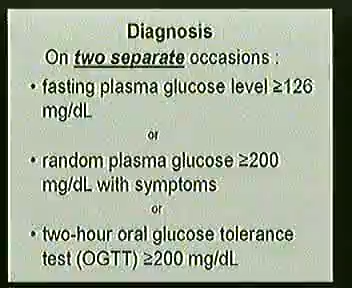 Diagnosis
On two separate occasions :
• fasting plasma glucose level ≥126
mg/dL
or
• random plasma glucose ≥200
mg/dL with symptoms
or
• two-hour oral glucose tolerance
test (OGTT) ≥200 mg/dL